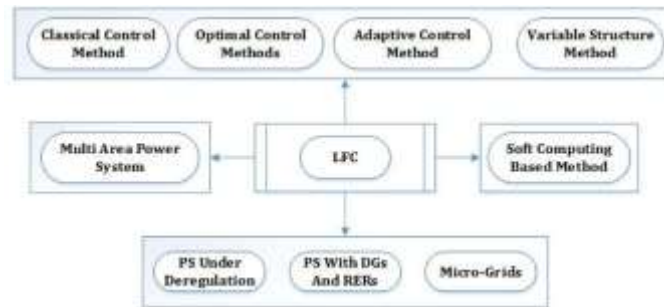 Classical Control
Method
Optimal Control
Methods
Adaptive Control
Method
Variable Structure
Method
Multi Area Power
System
LFC
Soft Computing
Based Method
PS Under
Deregulation
PS With DGs
And RERs
Micro-Grids